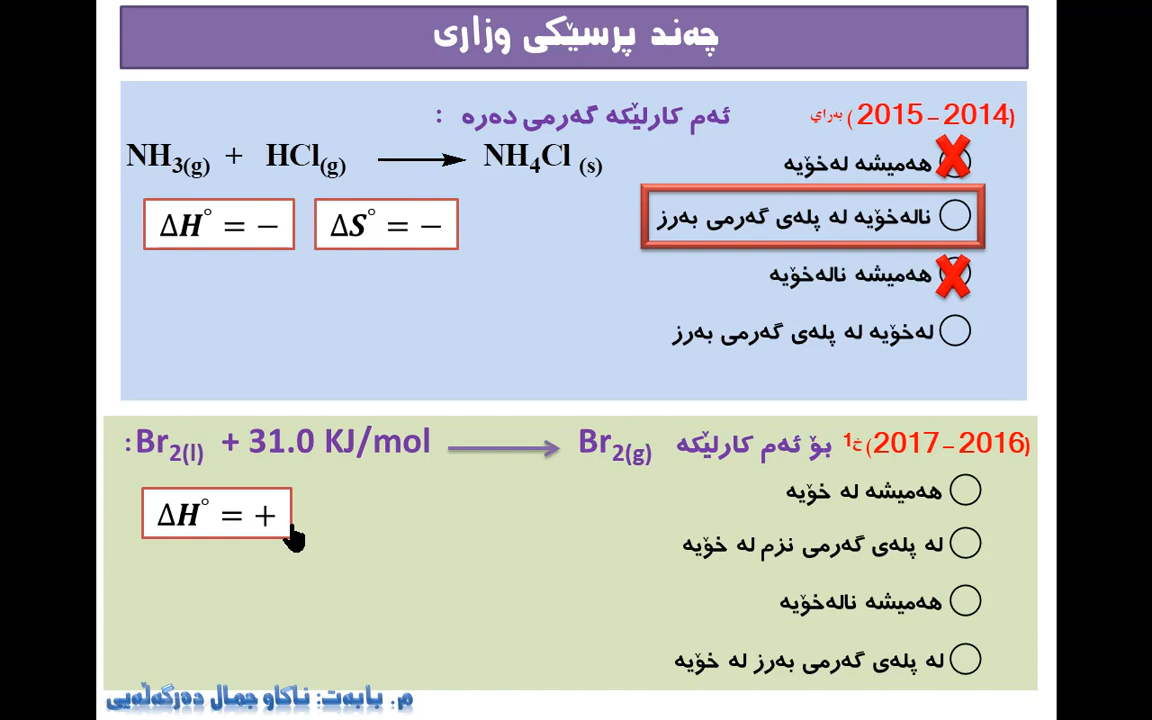 چەند پرسێکی وزاری
(2014-2015) بەرای ئەم کارلێکە گەرمی دەرە :
NH3(g) + HCl(g) ⟶ NH4Cl (s)
هەمیشە لەخۆیە
ΔH° = − ΔS° = −
نالەخۆیە لە پلەی گەرمی بەرز
هەمیشە نالەخۆیە
لەخۆیە لە پلەی گەرمی بەرز
(2016-2017) خ1 بۆ ئەم کارلێکە Br2(l) + 31.0 KJ/mol ⟶ Br2(g) :
هەمیشە لە خۆیە
ΔH° = +
لە پلەی گەرمی نزم لە خۆیە
هەمیشە نالەخۆیە
لە پلەی گەرمی بەرز لە خۆیە
م. بابەت: ناکاو جمال دەرگەڵەیی